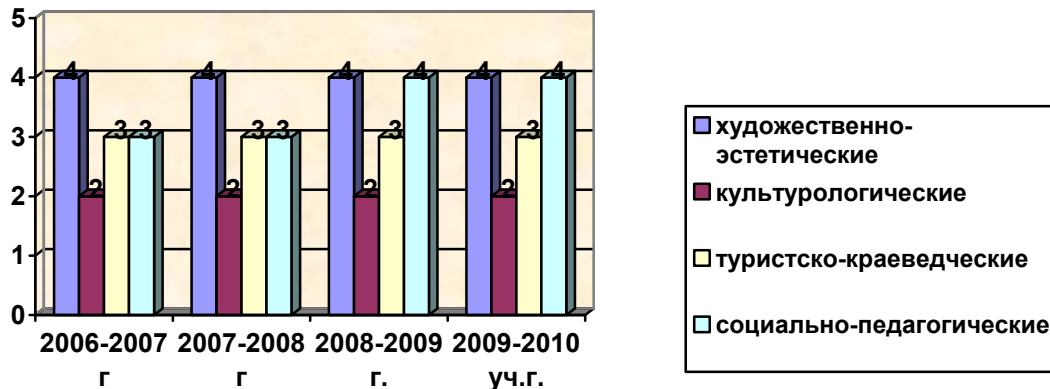 5
4
3
2
1
0
4 2 3 3
4 2 3 3
4 2 3 4
4 2 3 4
2006-2007 г
2007-2008 г
2008-2009 г.
2009-2010 уч.г.
художественно-
эстетические
культурологические
туристско-краеведческие
социально-педагогические